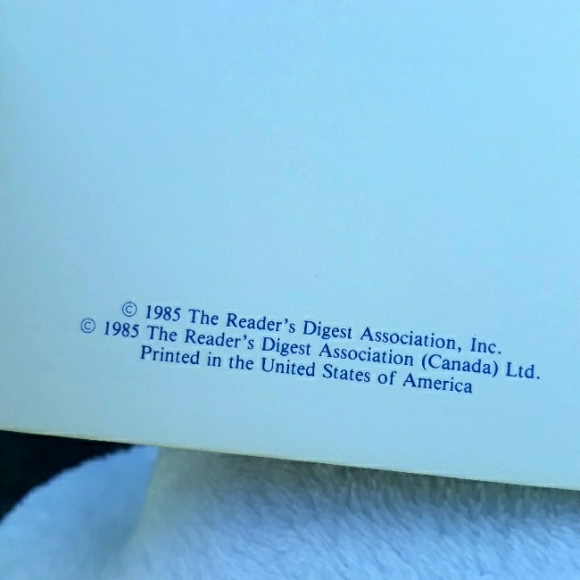 © 1985 The Reader's Digest Association, Inc.
© 1985 The Reader's Digest Association (Canada) Ltd.
Printed in the United States of America